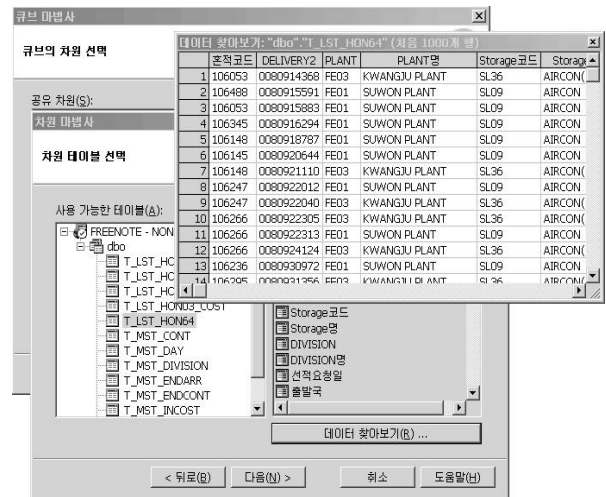 큐브 마법사
큐브의 차원 선택
공유 차원(S):
차원 마법사
차원 테이블 선택
사용 가능한 테이블(A):
FREENOTE - NON
dbo
T_LST_HC
T_LST_HC
T_LST_HC
T_LST_HON03_COST
T_LST_HON64
T_MST_CONT
T_MST_DAY
T_MST_DIVISION
T_MST_ENDARR
T_MST_ENDCONT
T_MST_INCOST
데이터 찾아보기: "dbo"."T_LST_HON64" (처음 1000개 행)
혼적코드 DELIVERY2 PLANT PLANT명 Storage코드 Storage
1 106053 0080914368 FE03 KWANGJU PLANT SL36 AIRCON(
2 106488 0080915591 FE01 SUWON PLANT SL09 AIRCON
3 106053 0080915883 FE01 SUWON PLANT SL09 AIRCON
4 106345 0080916294 FE01 SUWON PLANT SL09 AIRCON
5 106148 0080918787 FE01 SUWON PLANT SL09 AIRCON
6 106145 0080920644 FE01 SUWON PLANT SL09 AIRCON
7 106148 0080921110 FE03 KWANGJU PLANT SL36 AIRCON(
8 106247 0080922012 FE01 SUWON PLANT SL09 AIRCON
9 106247 0080922040 FE03 KWANGJU PLANT SL36 AIRCON(
10 106266 0080922305 FE03 KWANGJU PLANT SL36 AIRCON(
11 106266 0080922313 FE01 SUWON PLANT SL09 AIRCON
12 106266 0080924124 FE03 KWANGJU PLANT SL36 AIRCON(
13 106236 0080930972 FE01 SUWON PLANT SL09 AIRCON
14 106295 0080931356 FE03 KWANGJU PLANT SL36 AIRCON(
Storage코드
Storage명
DIVISION
DIVISION명
선적요청일
출발국
데이터 찾아보기(R) ...
< 뒤로(B) 다음(N) > 취소 도움말(H)